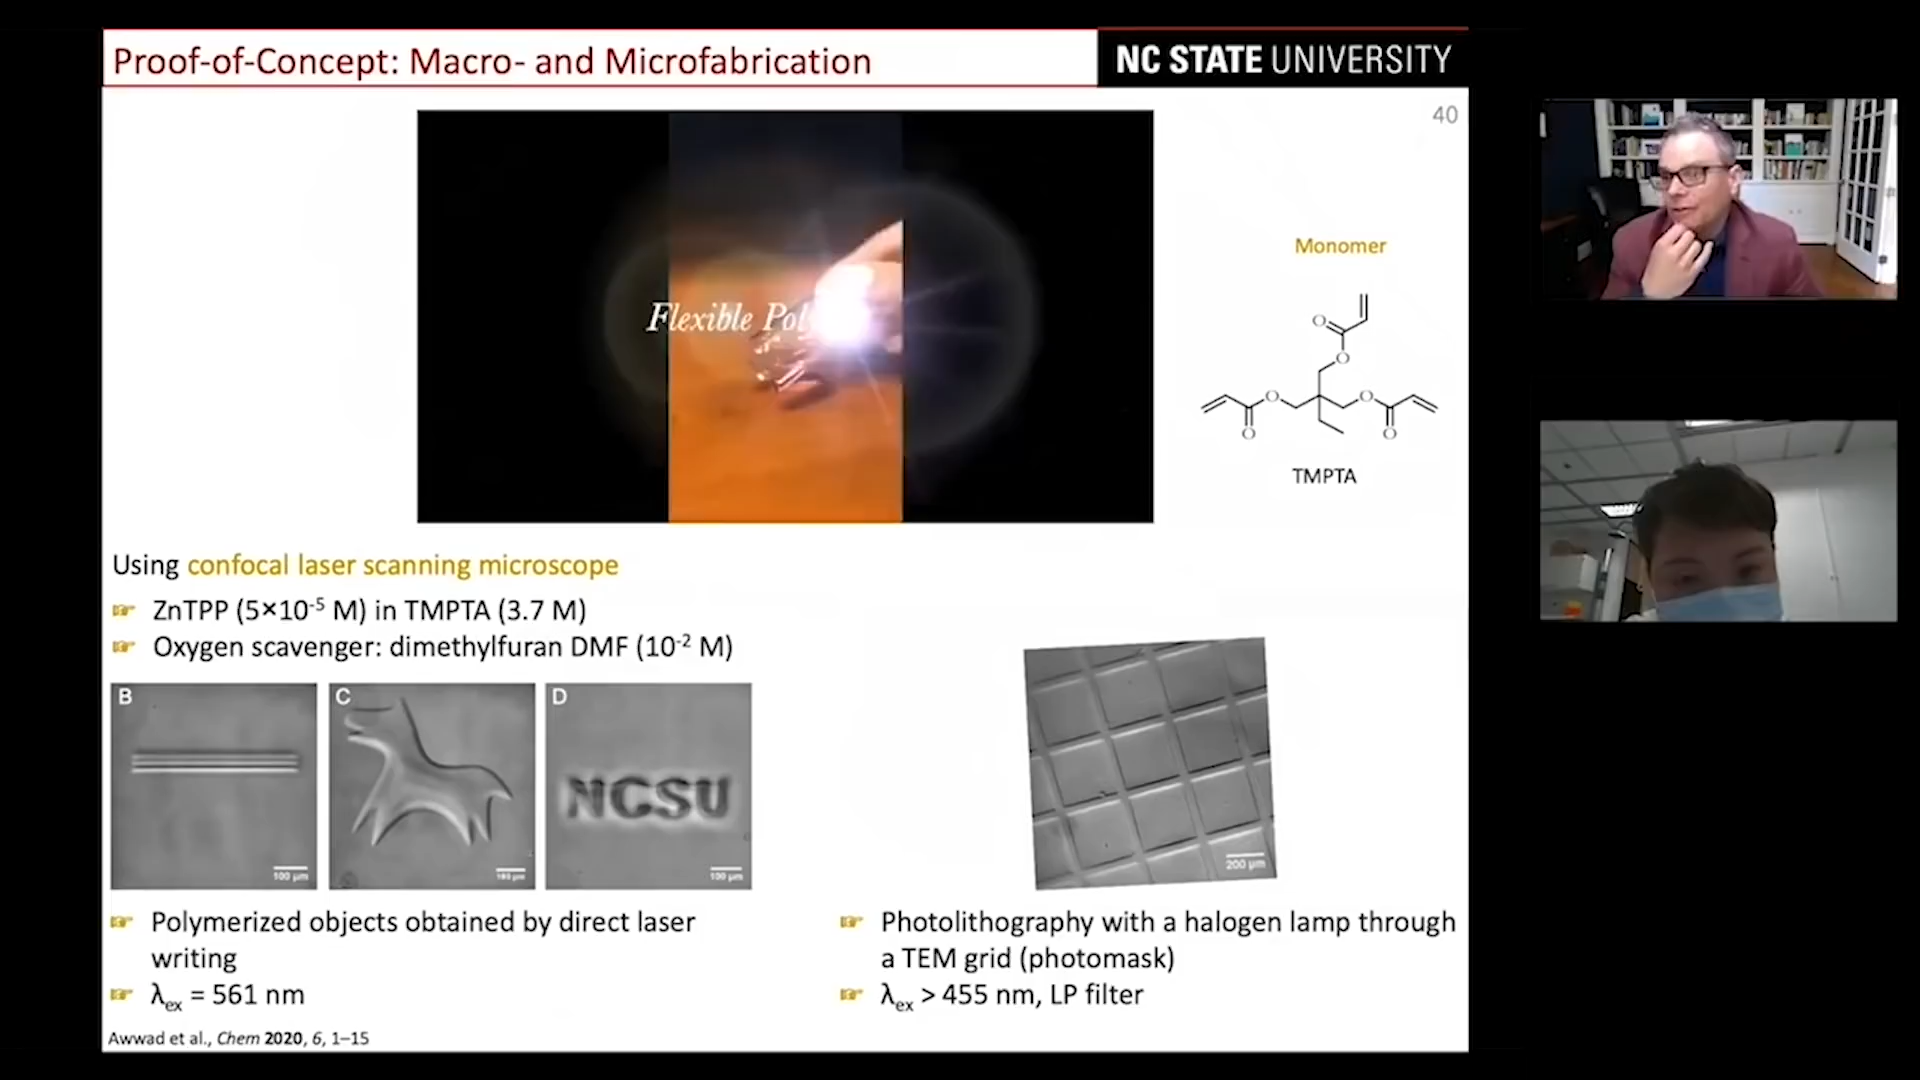 Proof-of-Concept: Macro- and Microfabrication
NC STATE UNIVERSITY
40
Flexible Pol
Monomer
O
O
O
O
O
O
TMPTA
Using confocal laser scanning microscope
ZnTPP (5×10⁻⁵ M) in TMPTA (3.7 M)
Oxygen scavenger: dimethylfuran DMF (10⁻² M)
B
C
D
NCSU
100 µm
100 µm
100 µm
200 µm
Polymerized objects obtained by direct laser
writing
λex = 561 nm
Photolithography with a halogen lamp through
a TEM grid (photomask)
λex > 455 nm, LP filter
Awwad et al., Chem 2020, 6, 1–15